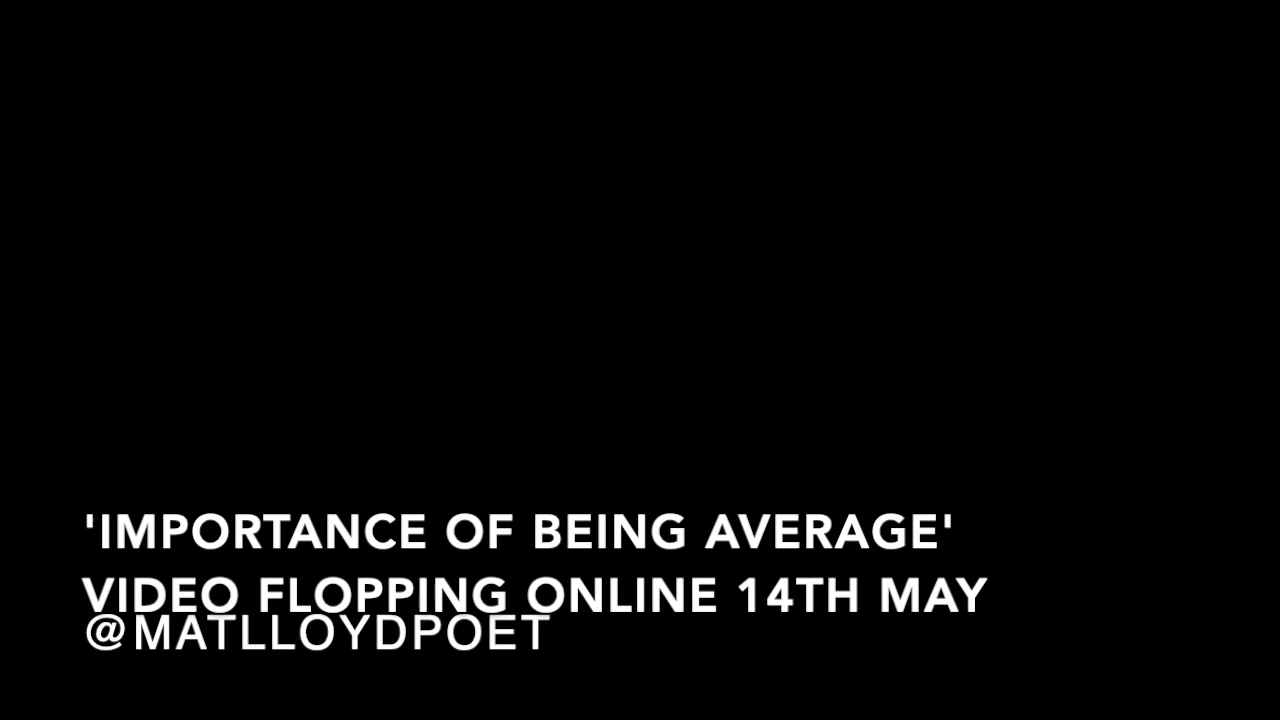 'IMPORTANCE OF BEING AVERAGE'
VIDEO FLOPPING ONLINE 14TH MAY
@MATLLOYDPOET